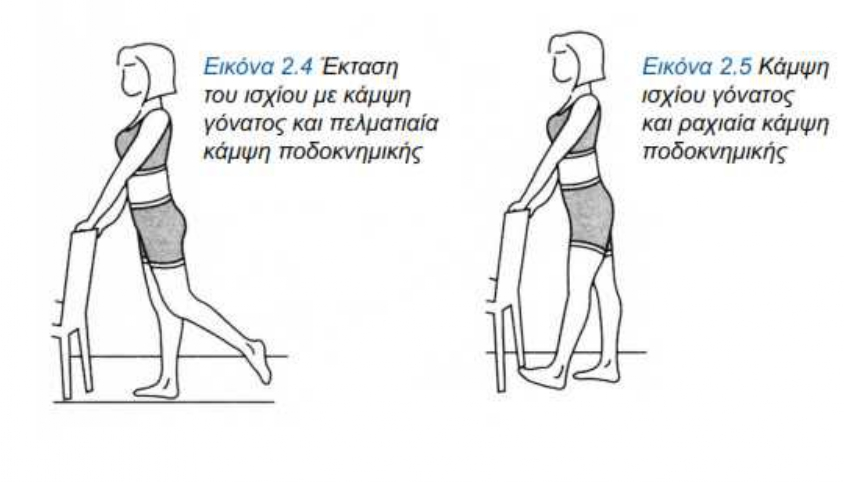 Εικόνα 2.4 Έκταση
του ισχίου με κάμψη
γόνατος και πελματιαία
κάμψη ποδοκνημικής
Εικόνα 2.5 Κάμψη
ισχίου γόνατος
και ραχιαία κάμψη
ποδοκνημικής